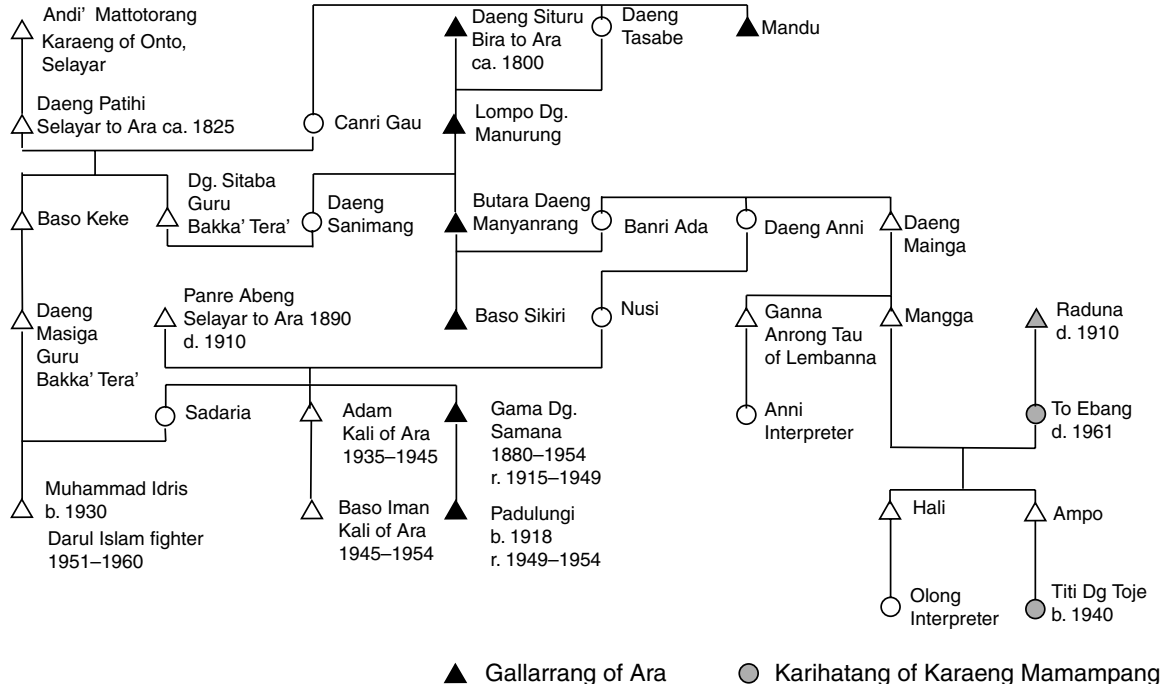 Andi' Mattotorang
Karaeng of Onto,
Selayar
Daeng Situru
Bira to Ara
ca. 1800
Daeng
Tasabe
Mandu
Daeng Patihi
Selayar to Ara ca. 1825
Canri Gau
Lompo Dg.
Manurung
Baso Keke
Dg. Sitaba
Guru
Bakka' Tera'
Daeng
Sanimang
Butara Daeng
Manyanrang
Banri Ada
Daeng Anni
Daeng
Mainga
Daeng
Masiga
Guru
Bakka' Tera'
Panre Abeng
Selayar to Ara 1890
d. 1910
Baso Sikiri
Nusi
Ganna
Anrong Tau
of Lembanna
Mangga
Raduna
d. 1910
Sadaria
Adam
Kali of Ara
1935–1945
Gama Dg.
Samana
1880–1954
r. 1915–1949
Anni
Interpreter
To Ebang
d. 1961
Muhammad Idris
b. 1930
Darul Islam fighter
1951–1960
Baso Iman
Kali of Ara
1945–1954
Padulungi
b. 1918
r. 1949–1954
Hali
Ampo
Olong
Interpreter
Titi Dg Toje
b. 1940
Gallarrang of Ara
Karihatang of Karaeng Mamampang